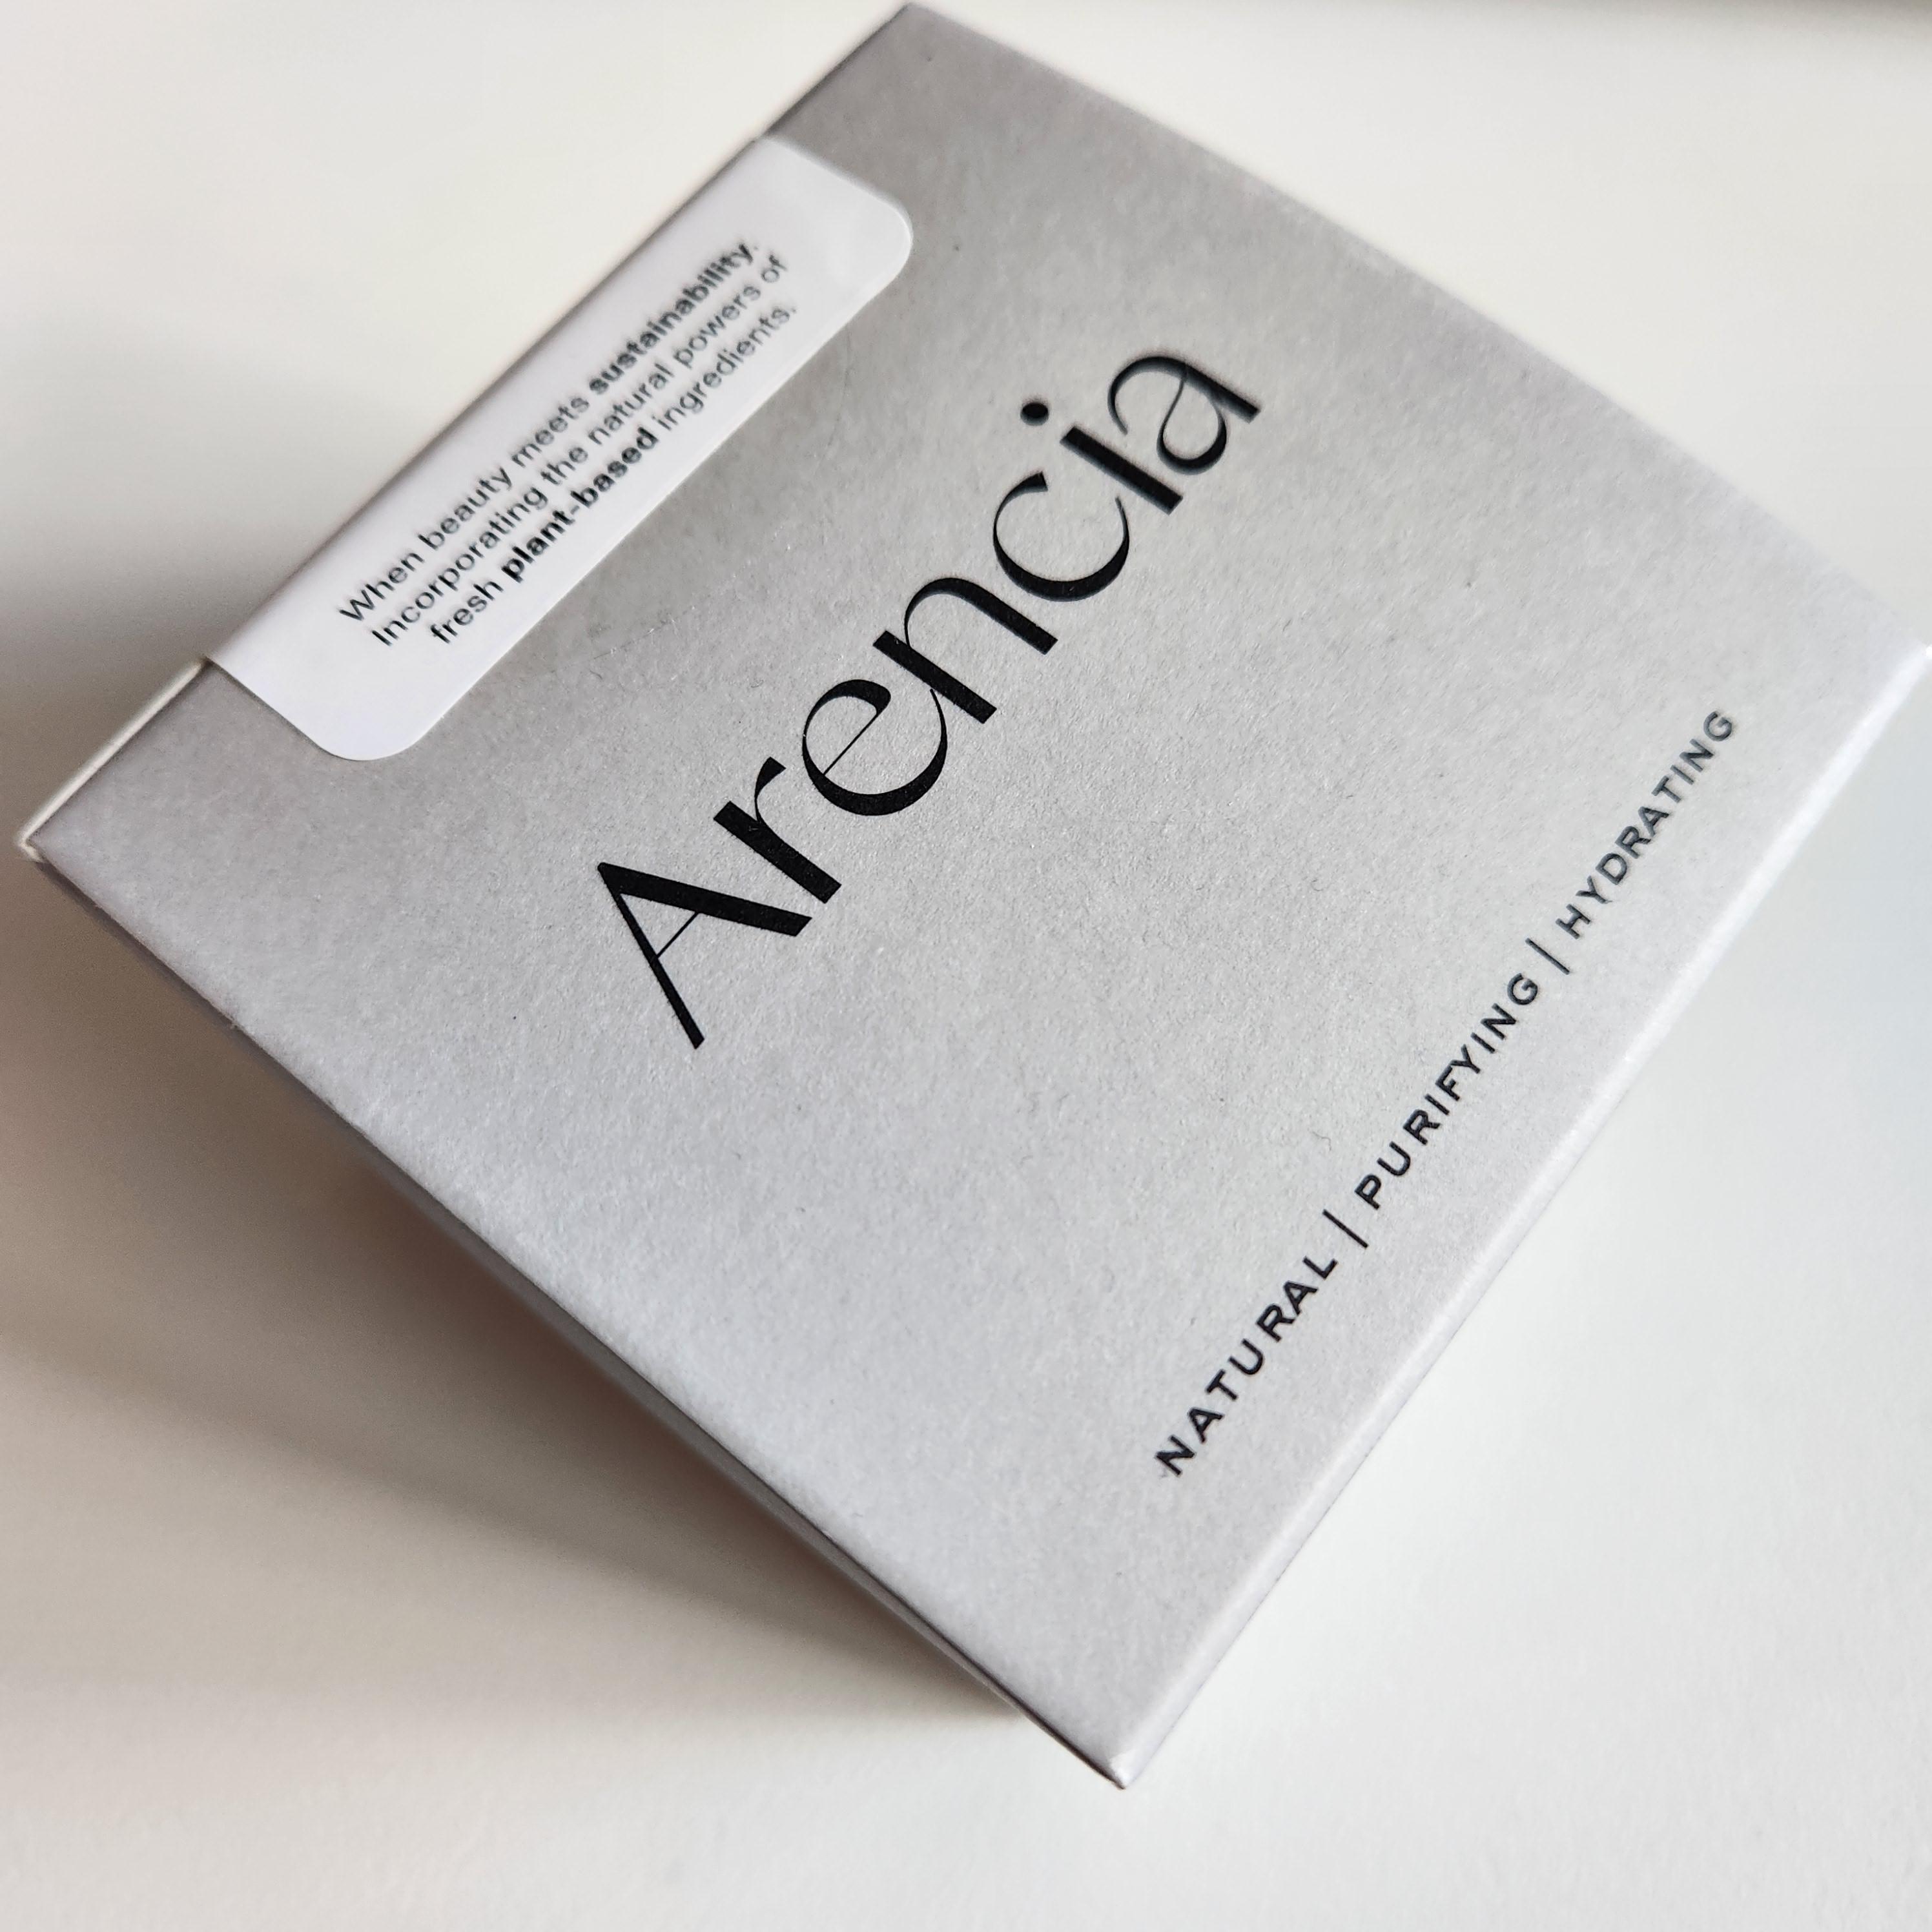 When beauty meets sustainability.
Incorporating the natural powers of
fresh plant-based ingredients.
Arencia
NATURAL | PURIFYING | HYDRATING